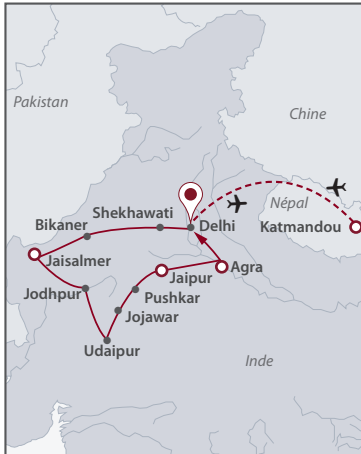 Pakistan
Chine
Népal
Katmandou
Shekhawati
Bikaner
Delhi
Jaisalmer
Agra
Jaipur
Jodhpur
Pushkar
Jojawar
Udaipur
Inde